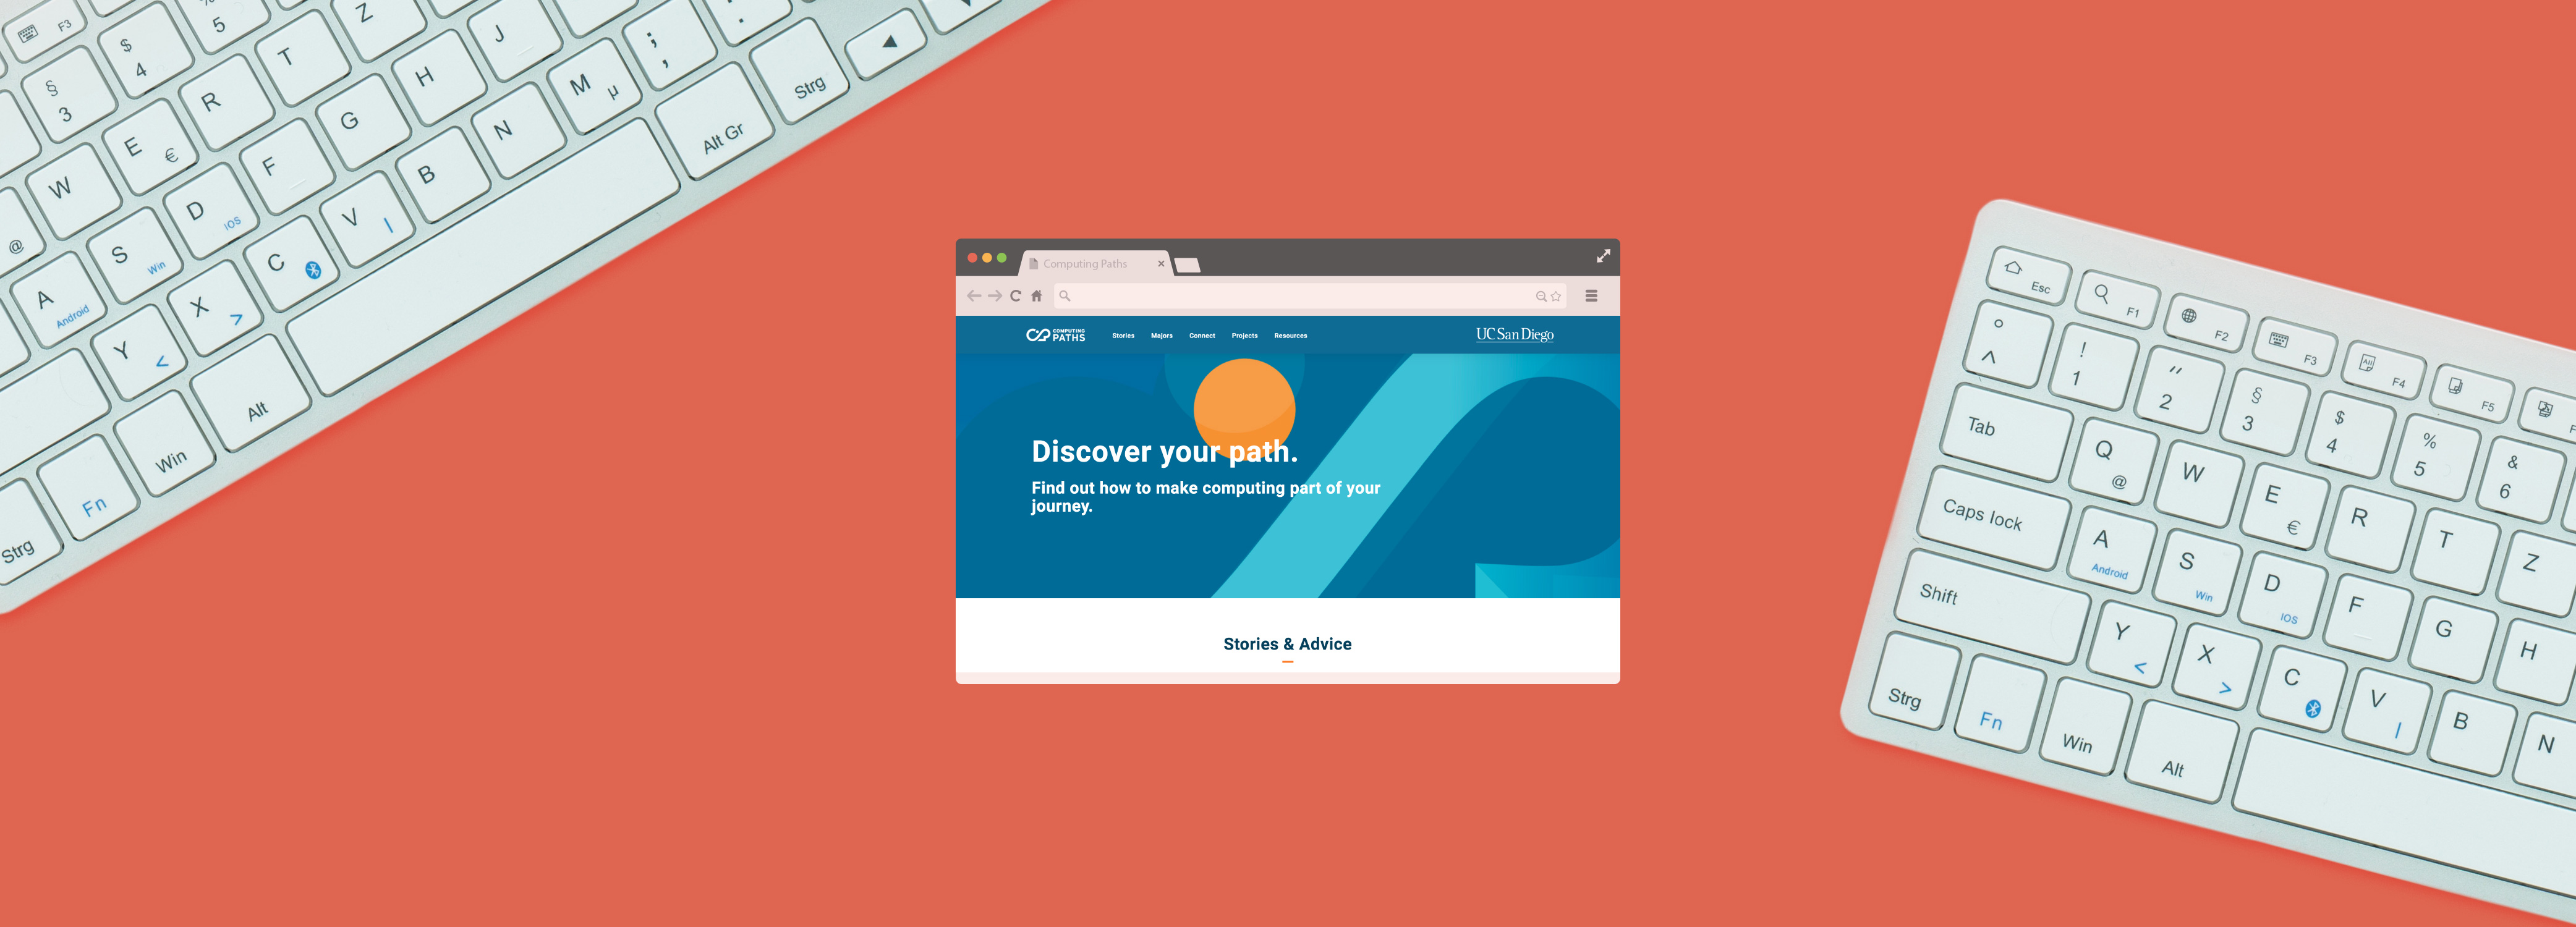 F3
% 5
Z
J
: .
$ 4
T
H
; ,
§ 3
R
G
M µ
Strg
▲
E €
F
N
Alt Gr
W
D IOS
V |
B
@
S Win
C
A Android
X >
Y <
Alt
Win
Fn
Strg
Computing Paths ×
COMPUTING
PATHS
Stories Majors Connect Projects Resources
UC San Diego
Discover your path.
Find out how to make computing part of your
journey.
Stories & Advice
Esc F1 F2 F3 F4 F5
° ^
! 1
" 2
§ 3
$ 4
% 5
& 6
Tab
Q @
W
E €
R
T
Z
Caps lock
A Android
S Win
D IOS
F
G
H
Shift
Y <
X >
C
V |
B
N
Strg
Fn
Win
Alt